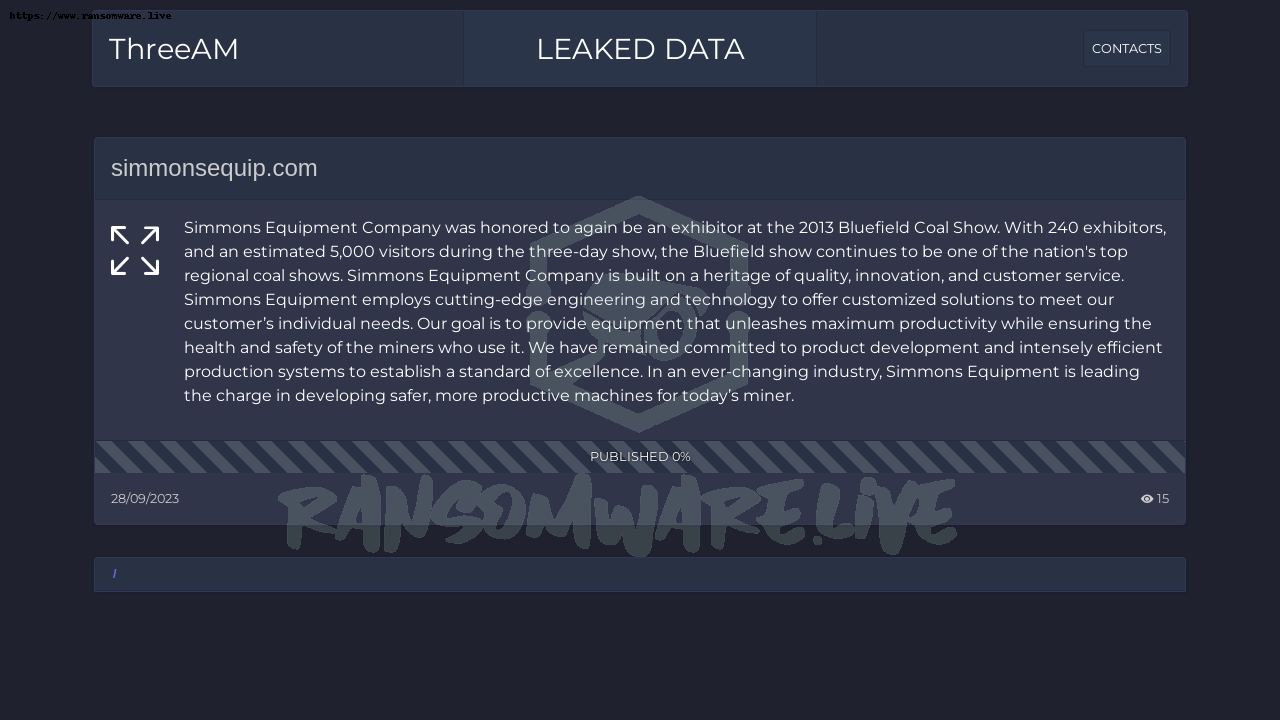 https://www.ransomware.live
ThreeAM
LEAKED DATA
CONTACTS
simmonsequip.com
Simmons Equipment Company was honored to again be an exhibitor at the 2013 Bluefield Coal Show. With 240 exhibitors,
and an estimated 5,000 visitors during the three-day show, the Bluefield show continues to be one of the nation's top
regional coal shows. Simmons Equipment Company is built on a heritage of quality, innovation, and customer service.
Simmons Equipment employs cutting-edge engineering and technology to offer customized solutions to meet our
customer’s individual needs. Our goal is to provide equipment that unleashes maximum productivity while ensuring the
health and safety of the miners who use it. We have remained committed to product development and intensely efficient
production systems to establish a standard of excellence. In an ever-changing industry, Simmons Equipment is leading
the charge in developing safer, more productive machines for today’s miner.
PUBLISHED 0%
28/09/2023
15
RANSOMWARE.LIVE
/